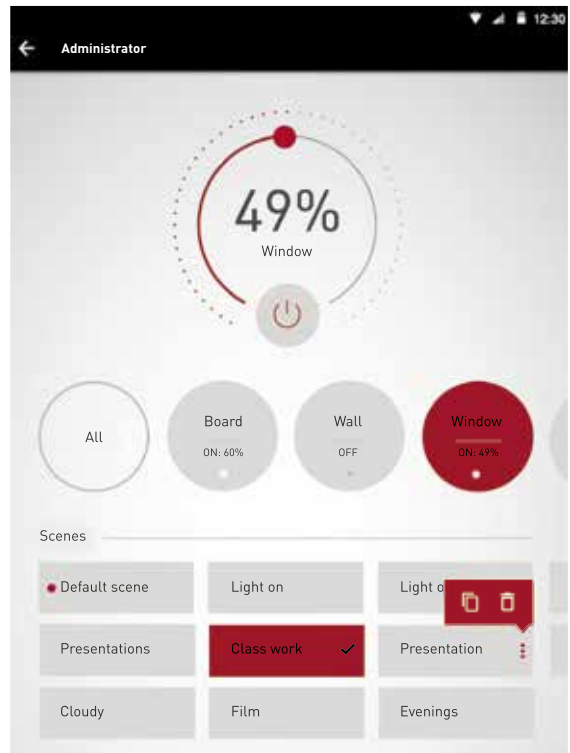 12:30
Administrator
49%
Window
All
Board
ON: 60%
Wall
OFF
Window
ON: 49%
Scenes
Default scene
Light on
Light o
Presentations
Class work
Presentation
Cloudy
Film
Evenings